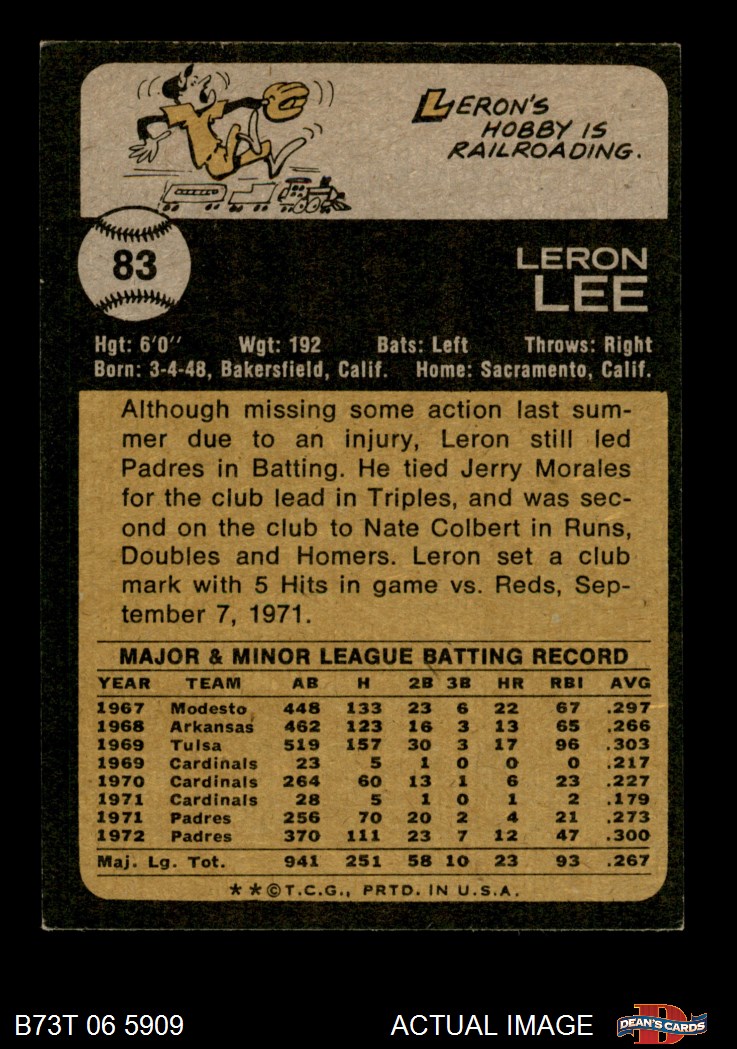 LERON'S
HOBBY IS
RAILROADING.
83
LERON
LEE
Hgt: 6'0" Wgt: 192 Bats: Left Throws: Right
Born: 3-4-48, Bakersfield, Calif. Home: Sacramento, Calif.
Although missing some action last sum-
mer due to an injury, Leron still led
Padres in Batting. He tied Jerry Morales
for the club lead in Triples, and was sec-
ond on the club to Nate Colbert in Runs,
Doubles and Homers. Leron set a club
mark with 5 Hits in game vs. Reds, Sep-
tember 7, 1971.
MAJOR & MINOR LEAGUE BATTING RECORD
YEAR TEAM AB H 2B 3B HR RBI AVG
1967 Modesto 448 133 23 6 22 67 .297
1968 Arkansas 462 123 16 3 13 65 .266
1969 Tulsa 519 157 30 3 17 96 .303
1969 Cardinals 23 5 1 0 0 0 .217
1970 Cardinals 264 60 13 1 6 23 .227
1971 Cardinals 28 5 1 0 1 2 .179
1971 Padres 256 70 20 2 4 21 .273
1972 Padres 370 111 23 7 12 47 .300
Maj. Lg. Tot. 941 251 58 10 23 93 .267
**©T.C.G., PRTD. IN U.S.A.
B73T 06 5909 ACTUAL IMAGE D DEAN'S CARDS